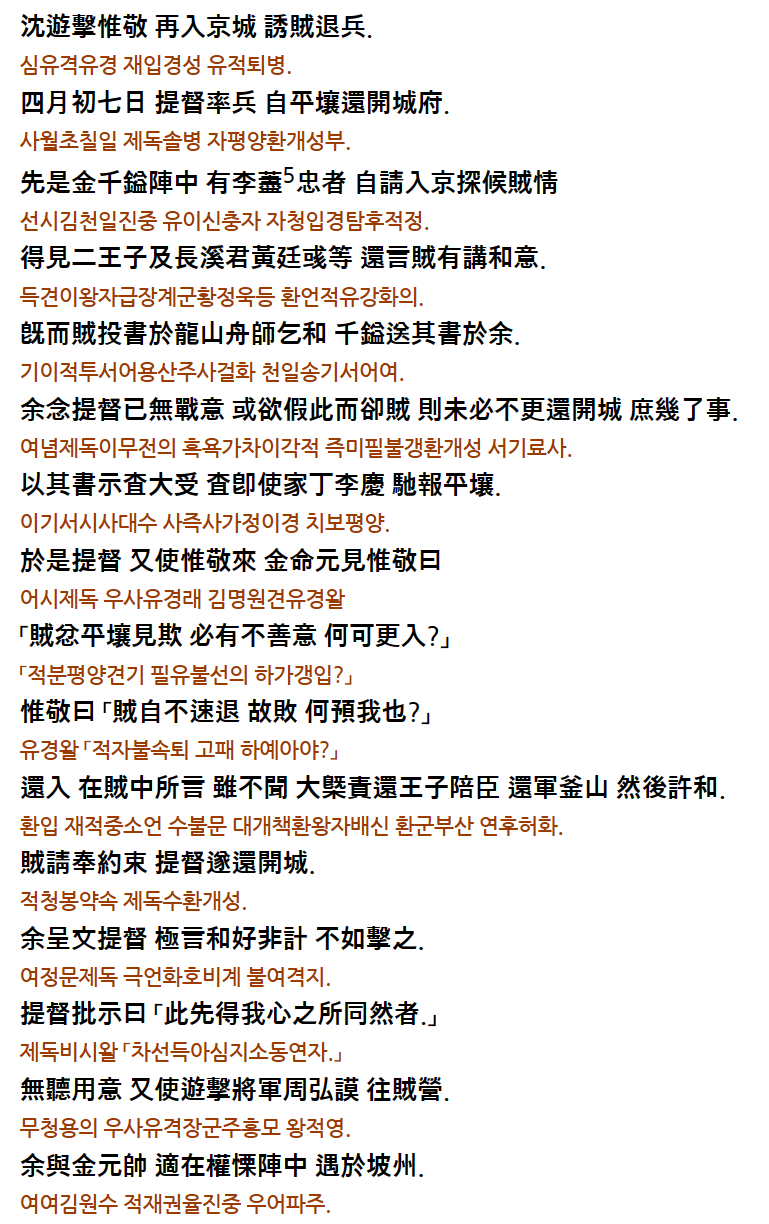 沈遊擊惟敬 再入京城 誘賊退兵.
심유격유경 재입경성 유적퇴병.
四月初七日 提督率兵 自平壤還開城府.
사월초칠일 제독솔병 자평양환개성부.
先是金千鎰陣中 有李藎5忠者 自請入京探候賊情
선시김천일진중 유이신충자 자청입경탐후적정.
得見二王子及長溪君黃廷彧等 還言賊有講和意.
득견이왕자급장계군황정욱등 환언적유강화의.
旣而賊投書於龍山舟師乞和 千鎰送其書於余.
기이적투서어용산주사걸화 천일송기서어여.
余念提督已無戰意 或欲假此而卻賊 則未必不更還開城 庶幾了事.
여념제독이무전의 혹욕가차이각적 즉미필불갱환개성 서기료사.
以其書示査大受 査卽使家丁李慶 馳報平壤.
이기서시사대수 사즉사가정이경 치보평양.
於是提督 又使惟敬來 金命元見惟敬曰
어시제독 우사유경래 김명원견유경왈
「賊忿平壤見欺 必有不善意 何可更入?」
「적분평양견기 필유불선의 하가갱입?」
惟敬曰「賊自不速退 故敗 何預我也?」
유경왈「적자불속퇴 고패 하예아야?」
還入 在賊中所言 雖不聞 大槩責還王子陪臣 還軍釜山 然後許和.
환입 재적중소언 수불문 대개책환왕자배신 환군부산 연후허화.
賊請奉約束 提督遂還開城.
적청봉약속 제독수환개성.
余呈文提督 極言和好非計 不如擊之.
여정문제독 극언화호비계 불여격지.
提督批示曰「此先得我心之所同然者.」
제독비시왈「차선득아심지소동연자.」
無聽用意 又使遊擊將軍周弘謨 往賊營.
무청용의 우사유격장군주홍모 왕적영.
余與金元帥 適在權慄陣中 遇於坡州.
여여김원수 적재권율진중 우어파주.